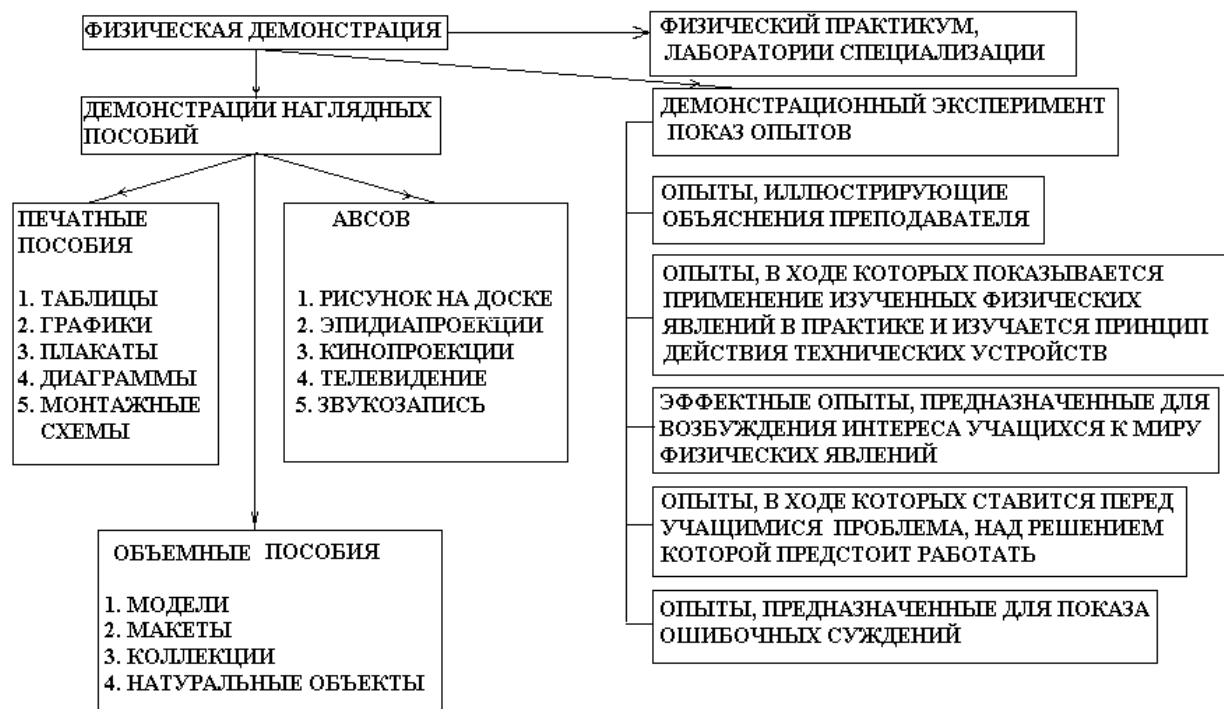 ФИЗИЧЕСКАЯ ДЕМОНСТРАЦИЯ
ФИЗИЧЕСКИЙ ПРАКТИКУМ,
ЛАБОРАТОРИИ СПЕЦИАЛИЗАЦИИ
ДЕМОНСТРАЦИИ НАГЛЯДНЫХ
ПОСОБИЙ
ДЕМОНСТРАЦИОННЫЙ ЭКСПЕРИМЕНТ
ПОКАЗ ОПЫТОВ
ПЕЧАТНЫЕ
ПОСОБИЯ
1. ТАБЛИЦЫ
2. ГРАФИКИ
3. ПЛАКАТЫ
4. ДИАГРАММЫ
5. МОНТАЖНЫЕ
СХЕМЫ
АВСОВ
1. РИСУНОК НА ДОСКЕ
2. ЭПИДИАПРОЕКЦИИ
3. КИНОПРОЕКЦИИ
4. ТЕЛЕВИДЕНИЕ
5. ЗВУКОЗАПИСЬ
ОБЪЕМНЫЕ ПОСОБИЯ
1. МОДЕЛИ
2. МАКЕТЫ
3. КОЛЛЕКЦИИ
4. НАТУРАЛЬНЫЕ ОБЪЕКТЫ
ОПЫТЫ, ИЛЛЮСТРИРУЮЩИЕ
ОБЪЯСНЕНИЯ ПРЕПОДАВАТЕЛЯ
ОПЫТЫ, В ХОДЕ КОТОРЫХ ПОКАЗЫВАЕТСЯ
ПРИМЕНЕНИЕ ИЗУЧЕННЫХ ФИЗИЧЕСКИХ
ЯВЛЕНИЙ В ПРАКТИКЕ И ИЗУЧАЕТСЯ ПРИНЦИП
ДЕЙСТВИЯ ТЕХНИЧЕСКИХ УСТРОЙСТВ
ЭФФЕКТНЫЕ ОПЫТЫ, ПРЕДНАЗНАЧЕННЫЕ ДЛЯ
ВОЗБУЖДЕНИЯ ИНТЕРЕСА УЧАЩИХСЯ К МИРУ
ФИЗИЧЕСКИХ ЯВЛЕНИЙ
ОПЫТЫ, В ХОДЕ КОТОРЫХ СТАВИТСЯ ПЕРЕД
УЧАЩИМИСЯ ПРОБЛЕМА, НАД РЕШЕНИЕМ
КОТОРОЙ ПРЕДСТОИТ РАБОТАТЬ
ОПЫТЫ, ПРЕДНАЗНАЧЕННЫЕ ДЛЯ ПОКАЗА
ОШИБОЧНЫХ СУЖДЕНИЙ